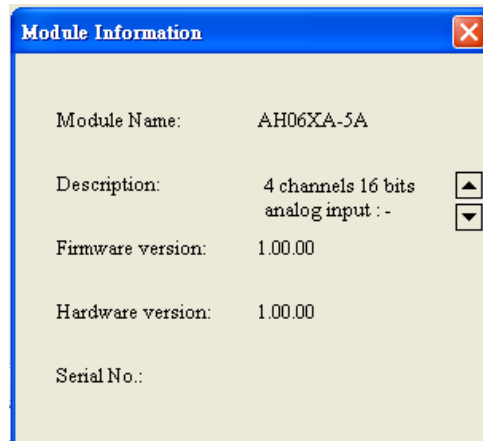 Module Information
Module Name: AH06XA-5A
Description: 4 channels 16 bits
analog input : -
Firmware version: 1.00.00
Hardware version: 1.00.00
Serial No.: